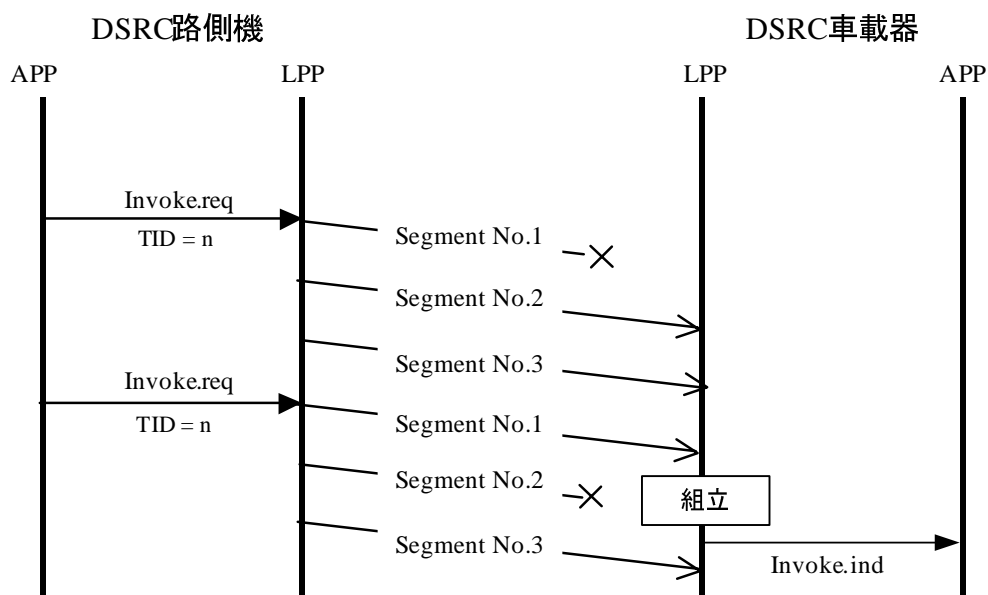 DSRC路側機
DSRC車載器
APP
LPP
LPP
APP
Invoke.req
TID = n
Segment No.1
Segment No.2
Segment No.3
Invoke.req
TID = n
Segment No.1
Segment No.2
組立
Segment No.3
Invoke.ind